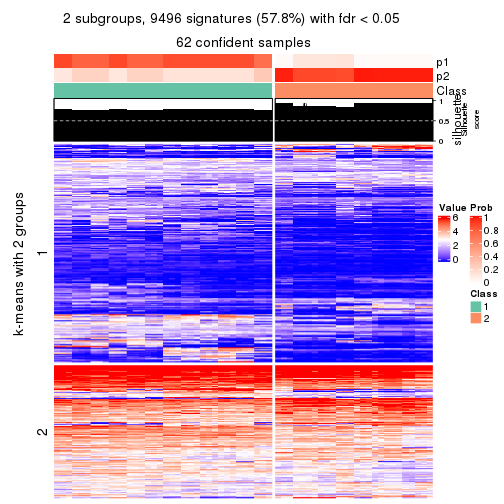 2 subgroups, 9496 signatures (57.8%) with fdr < 0.05
62 confident samples
p1
p2
Class
silhouette
Silhouette
score
1
0.5
0
k-means with 2 groups
1
2
Value
6
4
2
0
Prob
1
0.8
0.6
0.4
0.2
0
Class
1
2